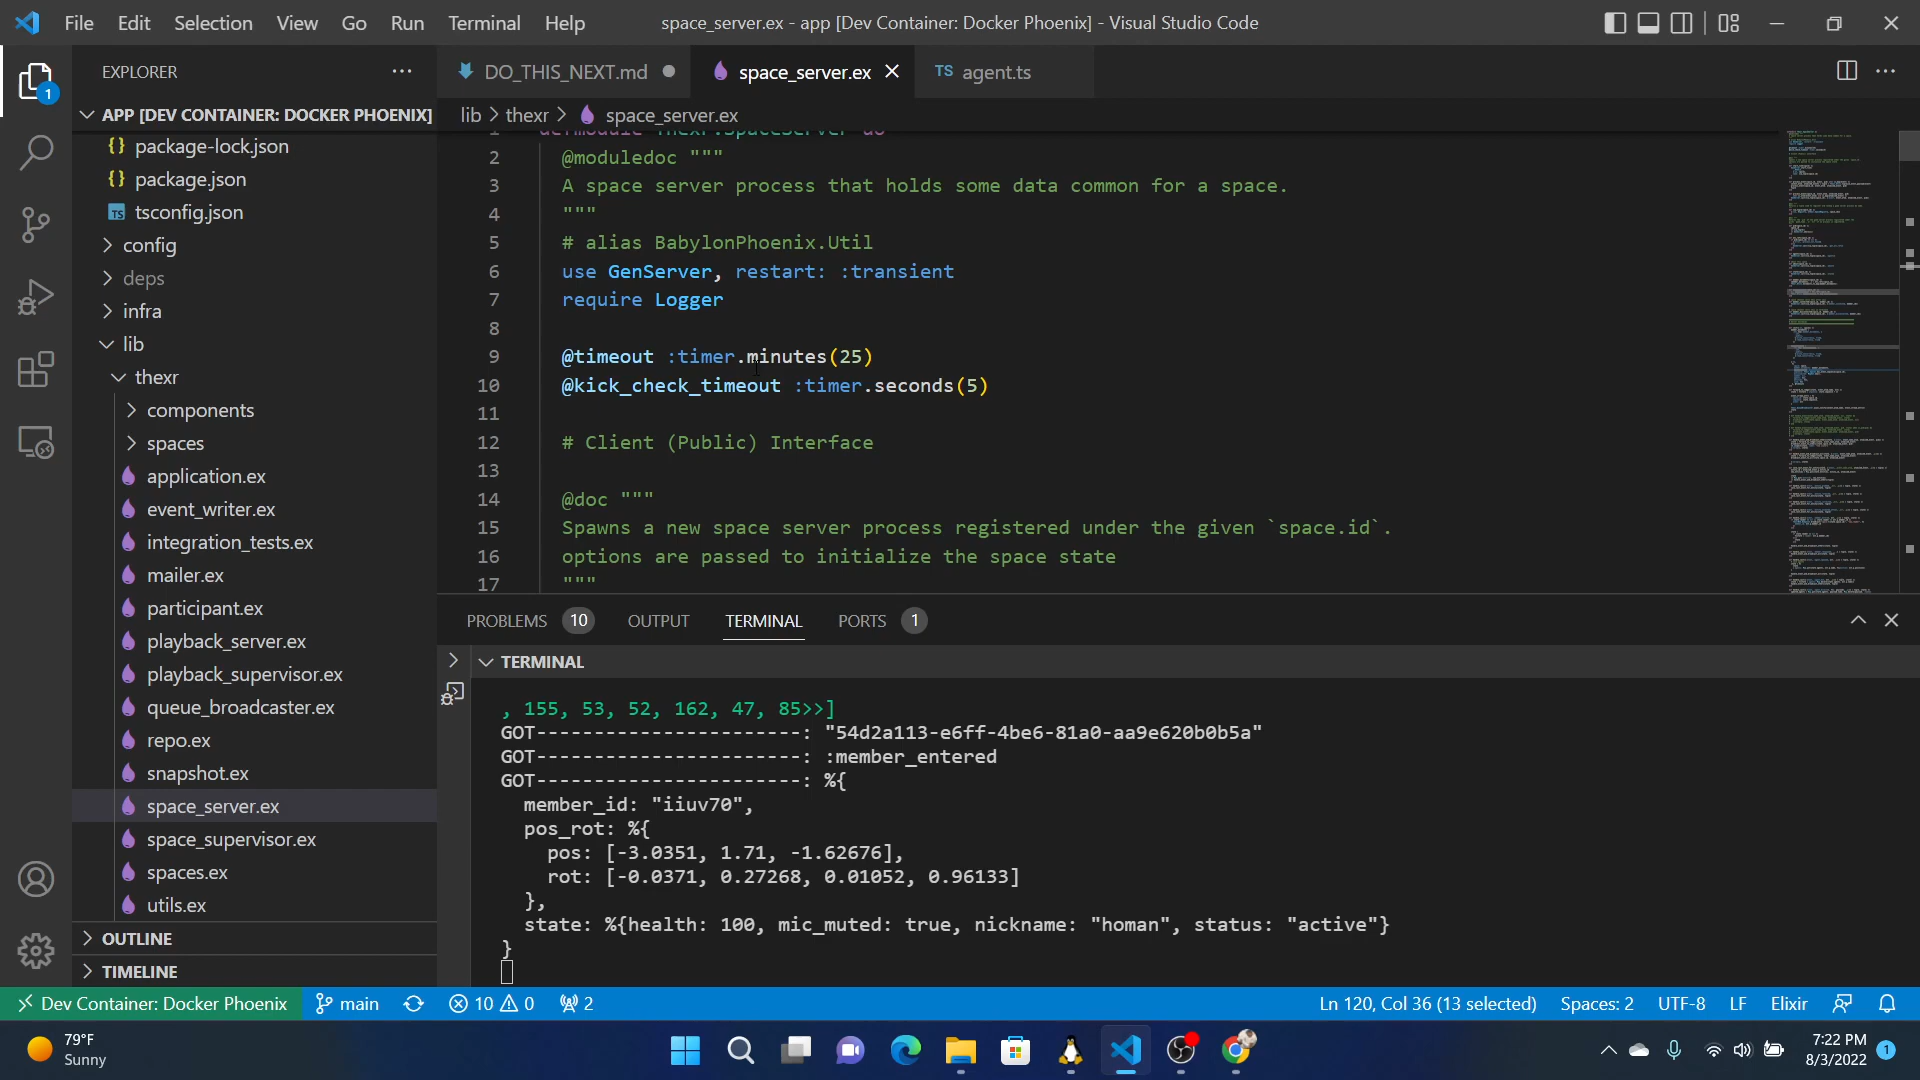 File Edit Selection View Go Run Terminal Help
space_server.ex - app [Dev Container: Docker Phoenix] - Visual Studio Code
EXPLORER
DO_THIS_NEXT.md
space_server.ex
TS agent.ts
1
APP [DEV CONTAINER: DOCKER PHOENIX]
lib > thexr > space_server.ex
{} package-lock.json
{} package.json
TS tsconfig.json
config
deps
infra
lib
thexr
components
spaces
application.ex
event_writer.ex
integration_tests.ex
mailer.ex
participant.ex
playback_server.ex
playback_supervisor.ex
queue_broadcaster.ex
repo.ex
snapshot.ex
space_server.ex
space_supervisor.ex
spaces.ex
utils.ex
OUTLINE
TIMELINE
1 defmodule Thexr.SpaceServer do
2 @moduledoc """
3 A space server process that holds some data common for a space.
4 """
5 # alias BabylonPhoenix.Util
6 use GenServer, restart: :transient
7 require Logger
8
9 @timeout :timer.minutes(25)
10 @kick_check_timeout :timer.seconds(5)
11
12 # Client (Public) Interface
13
14 @doc """
15 Spawns a new space server process registered under the given `space.id`.
16 options are passed to initialize the space state
17 """
PROBLEMS 10 OUTPUT TERMINAL PORTS 1
TERMINAL
, 155, 53, 52, 162, 47, 85>>]
GOT-----------------------: "54d2a113-e6ff-4be6-81a0-aa9e620b0b5a"
GOT-----------------------: :member_entered
GOT-----------------------: %{
member_id: "iiuv70",
pos_rot: %{
pos: [-3.0351, 1.71, -1.62676],
rot: [-0.0371, 0.27268, 0.01052, 0.96133]
},
state: %{health: 100, mic_muted: true, nickname: "homan", status: "active"}
}
Dev Container: Docker Phoenix main 10 0 2
Ln 120, Col 36 (13 selected) Spaces: 2 UTF-8 LF Elixir
79°F
Sunny
7:22 PM
8/3/2022
1